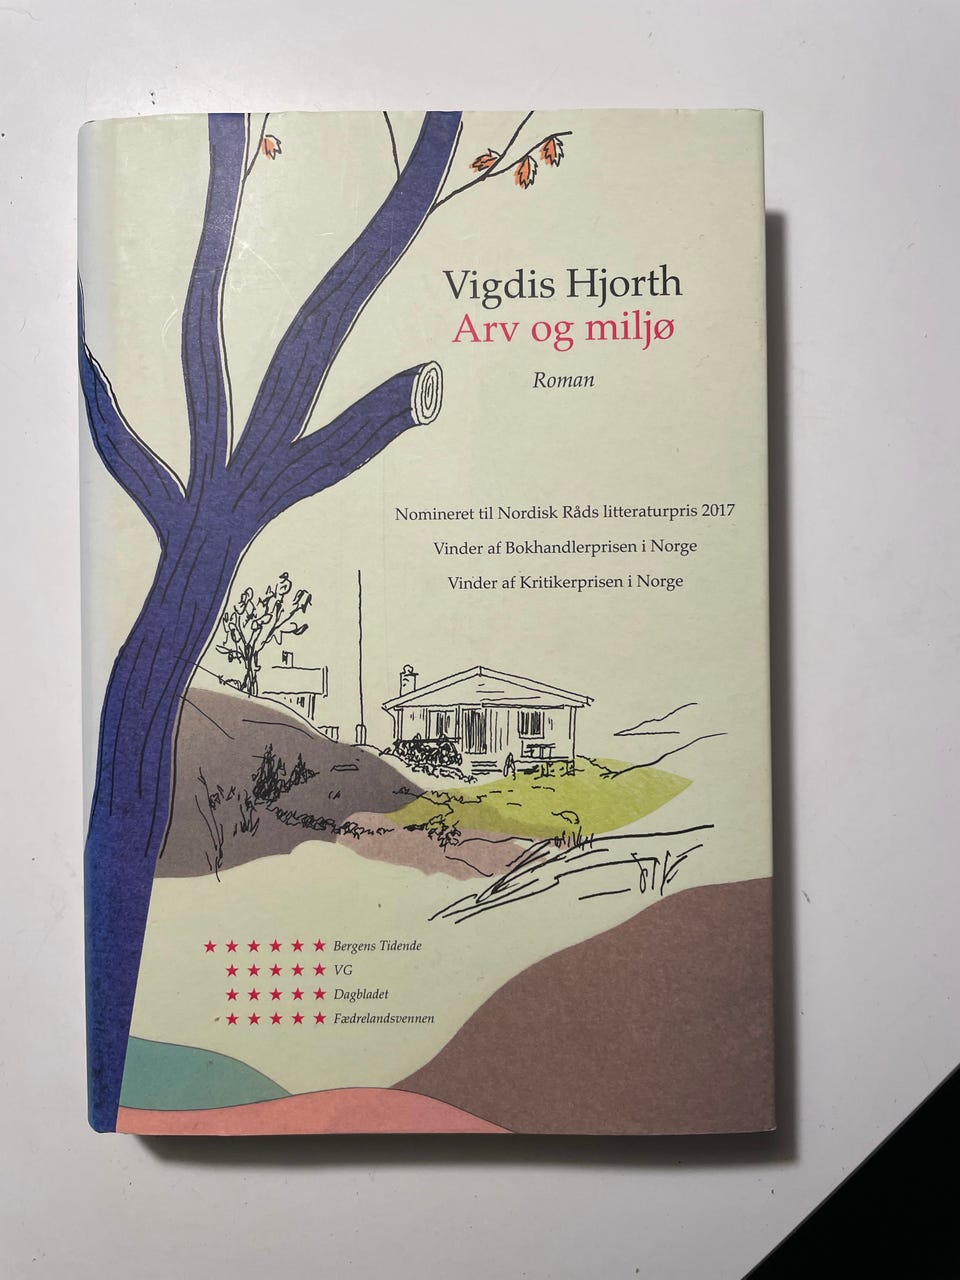 Vigdis Hjorth
Arv og miljø
Roman
Nomineret til Nordisk Råds litteraturpris 2017
Vinder af Bokhandlerprisen i Norge
Vinder af Kritikerprisen i Norge
★ ★ ★ ★ ★ ★ Bergens Tidende
★ ★ ★ ★ ★ VG
★ ★ ★ ★ ★ Dagbladet
★ ★ ★ ★ ★ Fædrelandsvennen